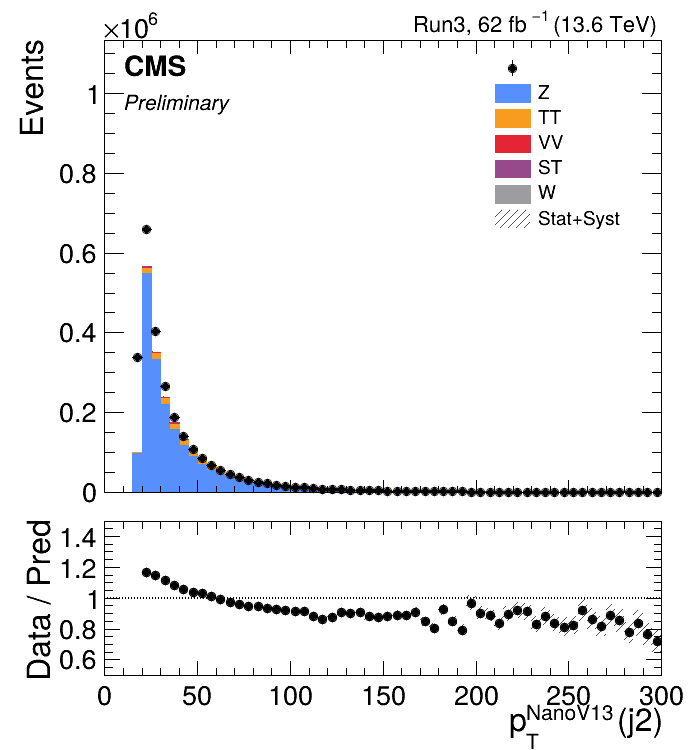 ×10⁶
Run3, 62 fb ⁻¹ (13.6 TeV)
CMS
Preliminary
Events
Z
TT
VV
ST
W
Stat+Syst
1
0.8
0.6
0.4
0.2
0
Data / Pred
1.4
1.2
1
0.8
0.6
0 50 100 150 200 250 300
p_T^NanoV13 (j2)